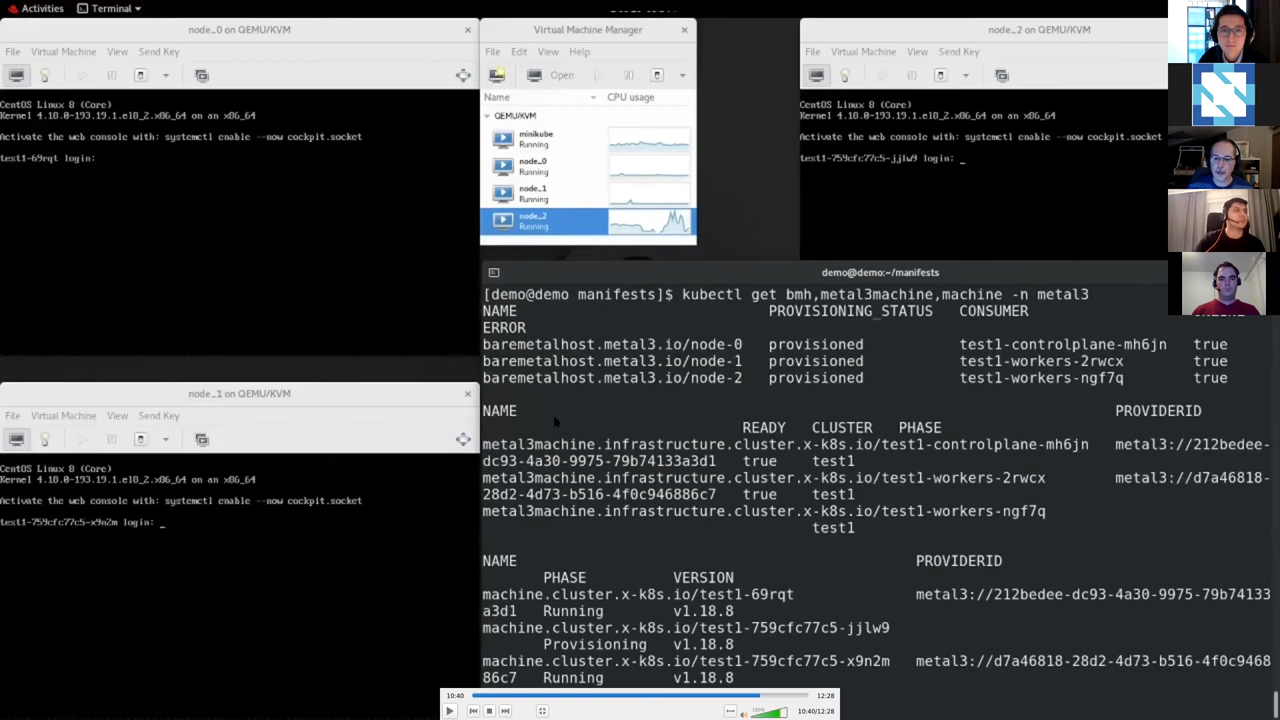 Activities Terminal
node_0 on QEMU/KVM
File Virtual Machine View Send Key
CentOS Linux 8 (Core)
Kernel 4.18.0-193.19.1.el8_2.x86_64 on an x86_64
Activate the web console with: systemctl enable --now cockpit.socket
test1-69rqt login:
Virtual Machine Manager
File Edit View Help
Open
Name CPU usage
QEMU/KVM
minikube
Running
node_0
Running
node_1
Running
node_2
Running
node_2 on QEMU/KVM
File Virtual Machine View Send Key
CentOS Linux 8 (Core)
Kernel 4.18.0-193.19.1.el8_2.x86_64 on an x86_64
Activate the web console with: systemctl enable --now cockpit.socket
test1-759cfc77c5-jjlw9 login: _
node_1 on QEMU/KVM
File Virtual Machine View Send Key
CentOS Linux 8 (Core)
Kernel 4.18.0-193.19.1.el8_2.x86_64 on an x86_64
Activate the web console with: systemctl enable --now cockpit.socket
test1-759cfc77c5-x9n2m login: _
demo@demo:~/manifests
[demo@demo manifests]$ kubectl get bmh,metal3machine,machine -n metal3
NAME PROVISIONING_STATUS CONSUMER
ERROR
baremetalhost.metal3.io/node-0 provisioned test1-controlplane-mh6jn true
baremetalhost.metal3.io/node-1 provisioned test1-workers-2rwcx true
baremetalhost.metal3.io/node-2 provisioned test1-workers-ngf7q true
NAME PROVIDERID
READY CLUSTER PHASE
metal3machine.infrastructure.cluster.x-k8s.io/test1-controlplane-mh6jn metal3://212bedee-
dc93-4a30-9975-79b74133a3d1 true test1
metal3machine.infrastructure.cluster.x-k8s.io/test1-workers-2rwcx metal3://d7a46818-
28d2-4d73-b516-4f0c946886c7 true test1
metal3machine.infrastructure.cluster.x-k8s.io/test1-workers-ngf7q
test1
NAME PROVIDERID
PHASE VERSION
machine.cluster.x-k8s.io/test1-69rqt metal3://212bedee-dc93-4a30-9975-79b74133
a3d1 Running v1.18.8
machine.cluster.x-k8s.io/test1-759cfc77c5-jjlw9
Provisioning v1.18.8
machine.cluster.x-k8s.io/test1-759cfc77c5-x9n2m metal3://d7a46818-28d2-4d73-b516-4f0c9468
86c7 Running v1.18.8
10:40 12:28
100%
10:40/12:28